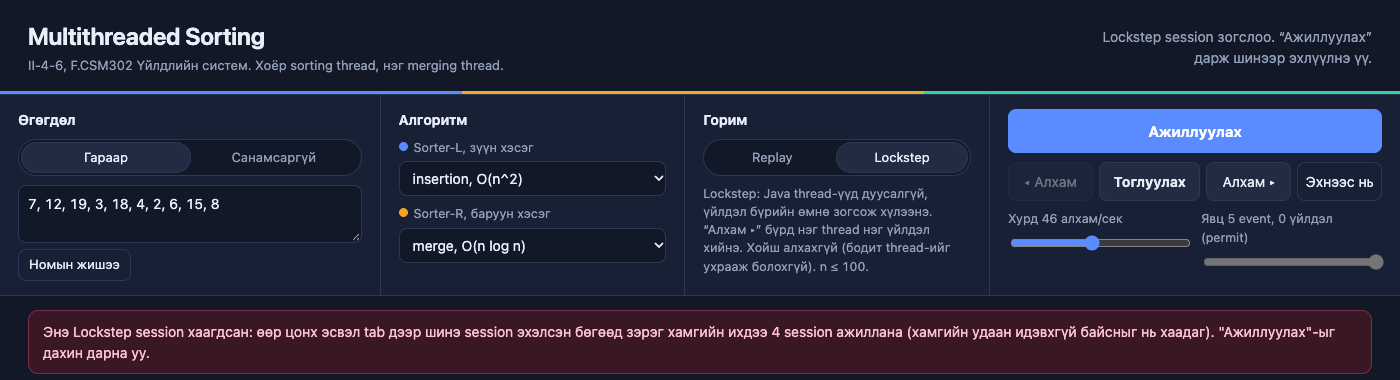 Multithreaded Sorting
II-4-6, F.CSM302 Үйлдлийн систем. Хоёр sorting thread, нэг merging thread.
Lockstep session зогслоо. “Ажиллуулах”
дарж шинээр эхлүүлнэ үү.
Өгөгдөл
Гараар
Санамсаргүй
7, 12, 19, 3, 18, 4, 2, 6, 15, 8
Номын жишээ
Алгоритм
Sorter-L, зүүн хэсэг
insertion, O(n^2)
Sorter-R, баруун хэсэг
merge, O(n log n)
Горим
Replay
Lockstep
Lockstep: Java thread-үүд дуусалгүй,
үйлдэл бүрийн өмнө зогсож хүлээнэ.
“Алхам ▸” бүрд нэг thread нэг үйлдэл
хийнэ. Хойш алхахгүй (бодит thread-ийг
ухрааж болохгүй). n ≤ 100.
Ажиллуулах
◂ Алхам
Тоглуулах
Алхам ▸
Эхнээс нь
Хурд 46 алхам/сек
Явц 5 event, 0 үйлдэл
(permit)
Энэ Lockstep session хаагдсан: өөр цонх эсвэл tab дээр шинэ session эхэлсэн бөгөөд зэрэг хамгийн ихдээ 4 session ажиллана (хамгийн удаан идэвхгүй байсныг нь хаадаг). "Ажиллуулах"-ыг
дахин дарна уу.